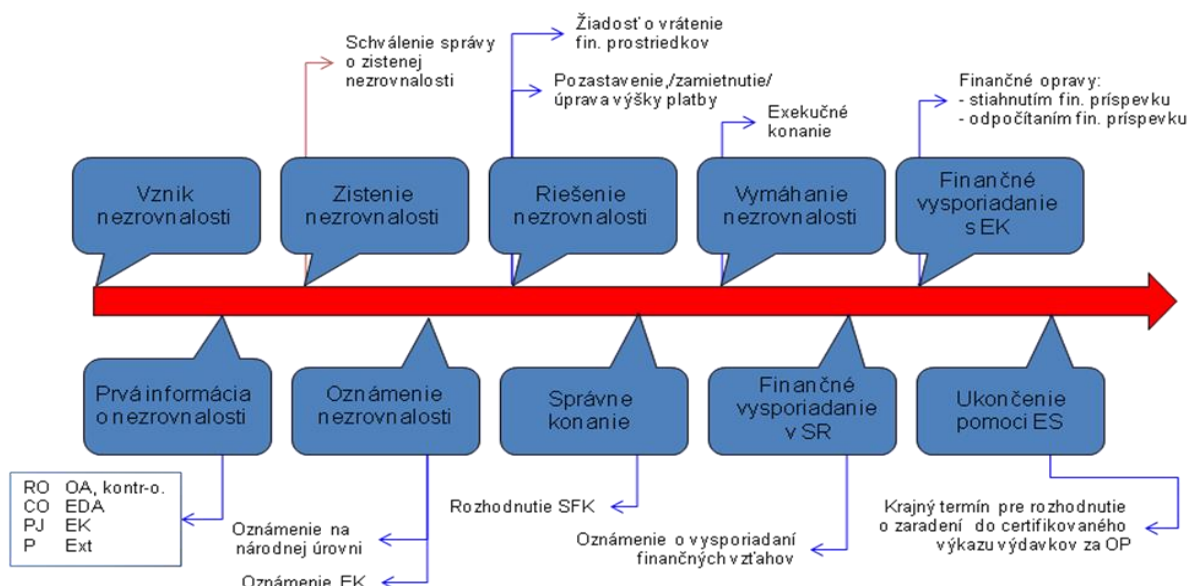 Schválenie správy
o zistenej
nezrovnalosti
Žiadosť o vrátenie
fin. prostriedkov
Pozastavenie,/zamietnutie/
úprava výšky platby
Exekučné
konanie
Finančné opravy:
- stiahnutím fin. príspevku
- odpočítaním fin. príspevku
Vznik
nezrovnalosti
Zistenie
nezrovnalosti
Riešenie
nezrovnalosti
Vymáhanie
nezrovnalosti
Finančné
vysporiadanie
s EK
Prvá informácia
o nezrovnalosti
Oznámenie
nezrovnalosti
Správne
konanie
Finančné
vysporiadanie
v SR
Ukončenie
pomoci ES
RO OA, kontr-o.
CO EDA
PJ EK
P Ext
Oznámenie na
národnej úrovni
Oznámenie EK
Rozhodnutie SFK
Oznámenie o vysporiadaní
finančných vzťahov
Krajný termín pre rozhodnutie
o zaradení do certifikovaného
výkazu výdavkov za OP